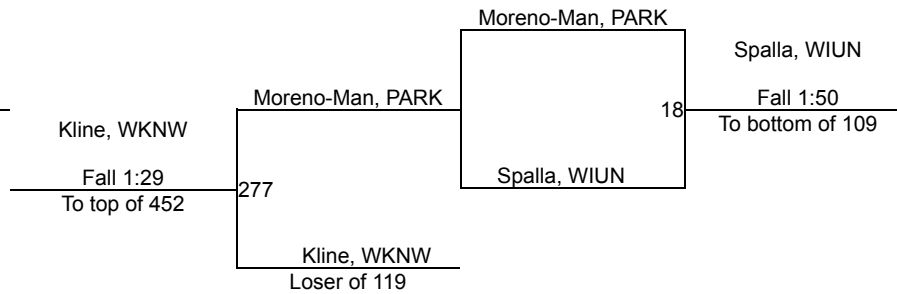 Moreno-Man, PARK
Spalla, WIUN
Moreno-Man, PARK
18
Fall 1:50
To bottom of 109
Kline, WKNW
Fall 1:29
Spalla, WIUN
277
To top of 452
Kline, WKNW
Loser of 119